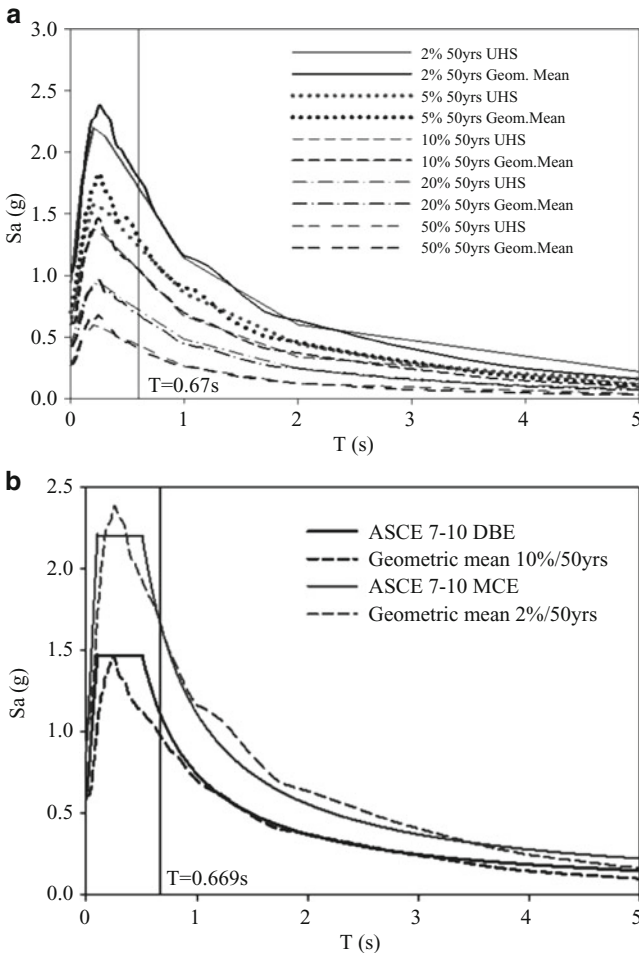 a
3.0
2.5
2.0
1.5
1.0
0.5
0.0
Sa (g)
2% 50yrs UHS
2% 50yrs Geom. Mean
5% 50yrs UHS
5% 50yrs Geom.Mean
10% 50yrs UHS
10% 50yrs Geom.Mean
20% 50yrs UHS
20% 50yrs Geom.Mean
50% 50yrs UHS
50% 50yrs Geom.Mean
T=0.67s
0 1 2 3 4 5
T (s)
b
2.5
2.0
1.5
1.0
0.5
0.0
Sa (g)
ASCE 7-10 DBE
Geometric mean 10%/50yrs
ASCE 7-10 MCE
Geometric mean 2%/50yrs
T=0.669s
0 1 2 3 4 5
T (s)